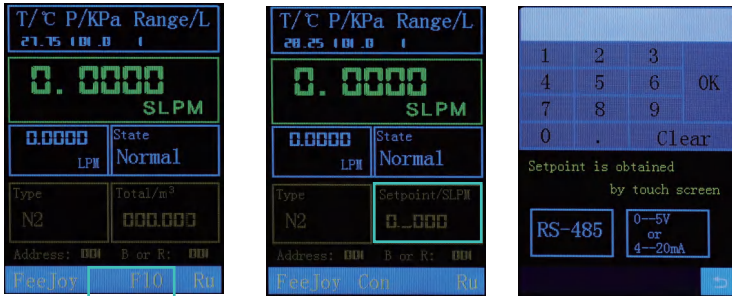 T/℃ P/KPa Range/L
27.75 101.0 1
0.0000
SLPM
0.0000
LPM
State
Normal
Type
N2
Total/m³
000.000
Address: 001 B or R: 001
FeeJoy F10 Ru
T/℃ P/KPa Range/L
28.25 101.0 1
0.0000
SLPM
0.0000
LPM
State
Normal
Type
N2
Setpoint/SLPM
0._000
Address: 001 B or R: 001
FeeJoy Con Ru
1 2 3
4 5 6 OK
7 8 9
0 . Clear
Setpoint is obtained
by touch screen
RS-485
0--5V
or
4--20mA